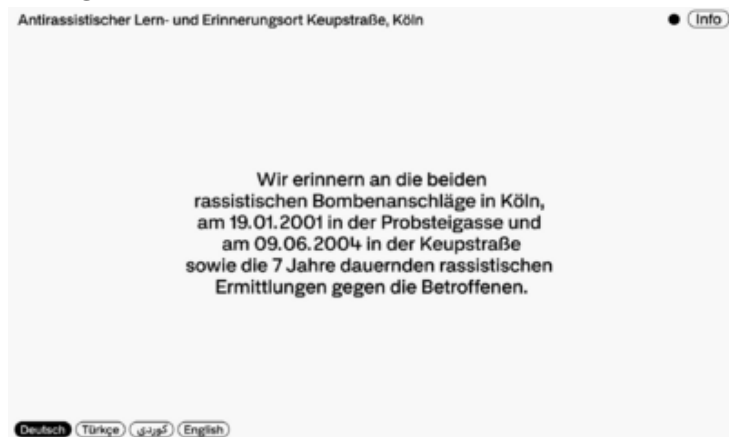 Antirassistischer Lern- und Erinnerungsort Keupstraße, Köln
Info
Wir erinnern an die beiden
rassistischen Bombenanschläge in Köln,
am 19.01.2001 in der Probsteigasse und
am 09.06.2004 in der Keupstraße
sowie die 7 Jahre dauernden rassistischen
Ermittlungen gegen die Betroffenen.
Deutsch Türkçe كوردی English